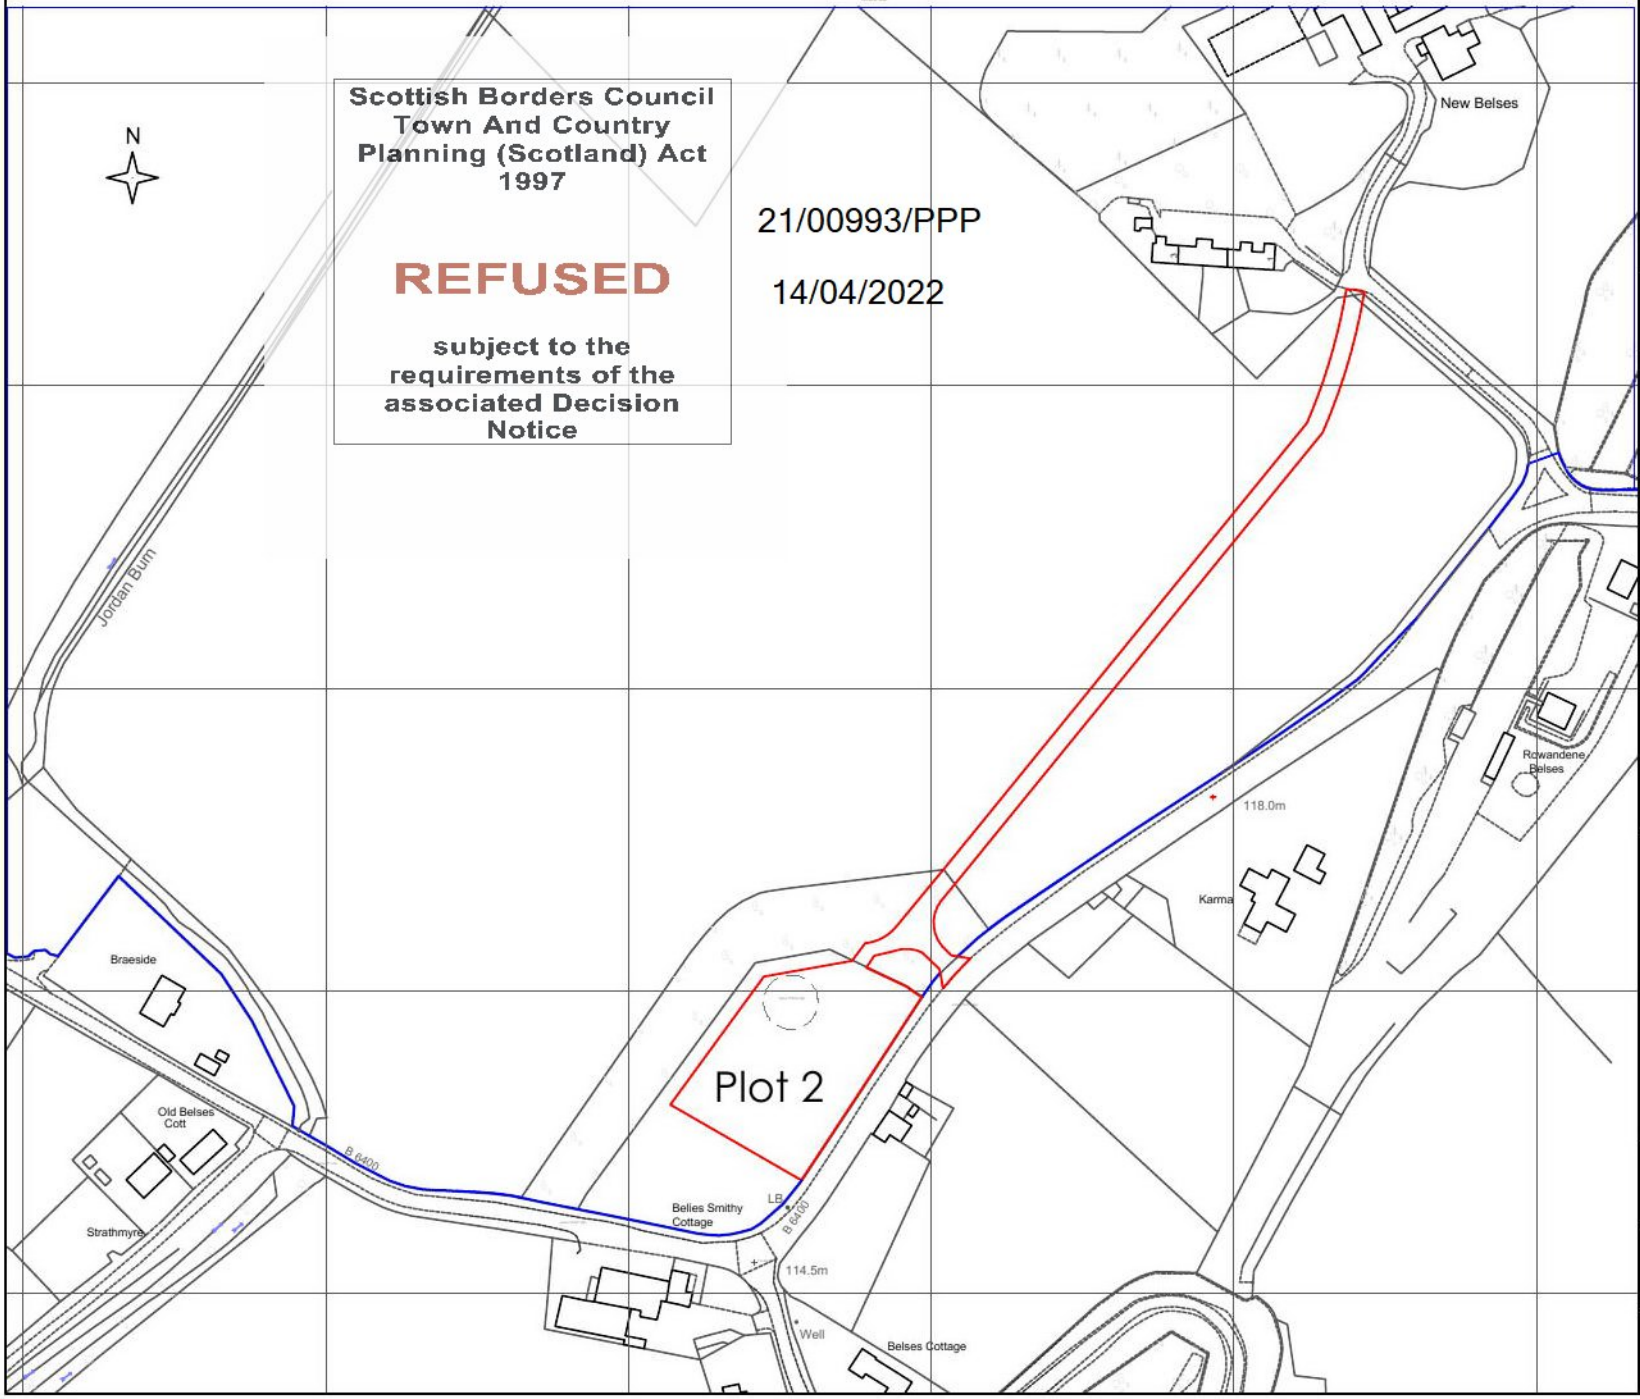 Scottish Borders Council
Town And Country
Planning (Scotland) Act
1997
REFUSED
subject to the
requirements of the
associated Decision
Notice
N
21/00993/PPP
14/04/2022
New Belses
Jordan Burn
Rowandene
Belses
118.0m
Karma
Braeside
Plot 2
Old Belses
Cott
B 6400
Belies Smithy
Cottage
LB
B 6400
Strathmyre
114.5m
Well
Belses Cottage